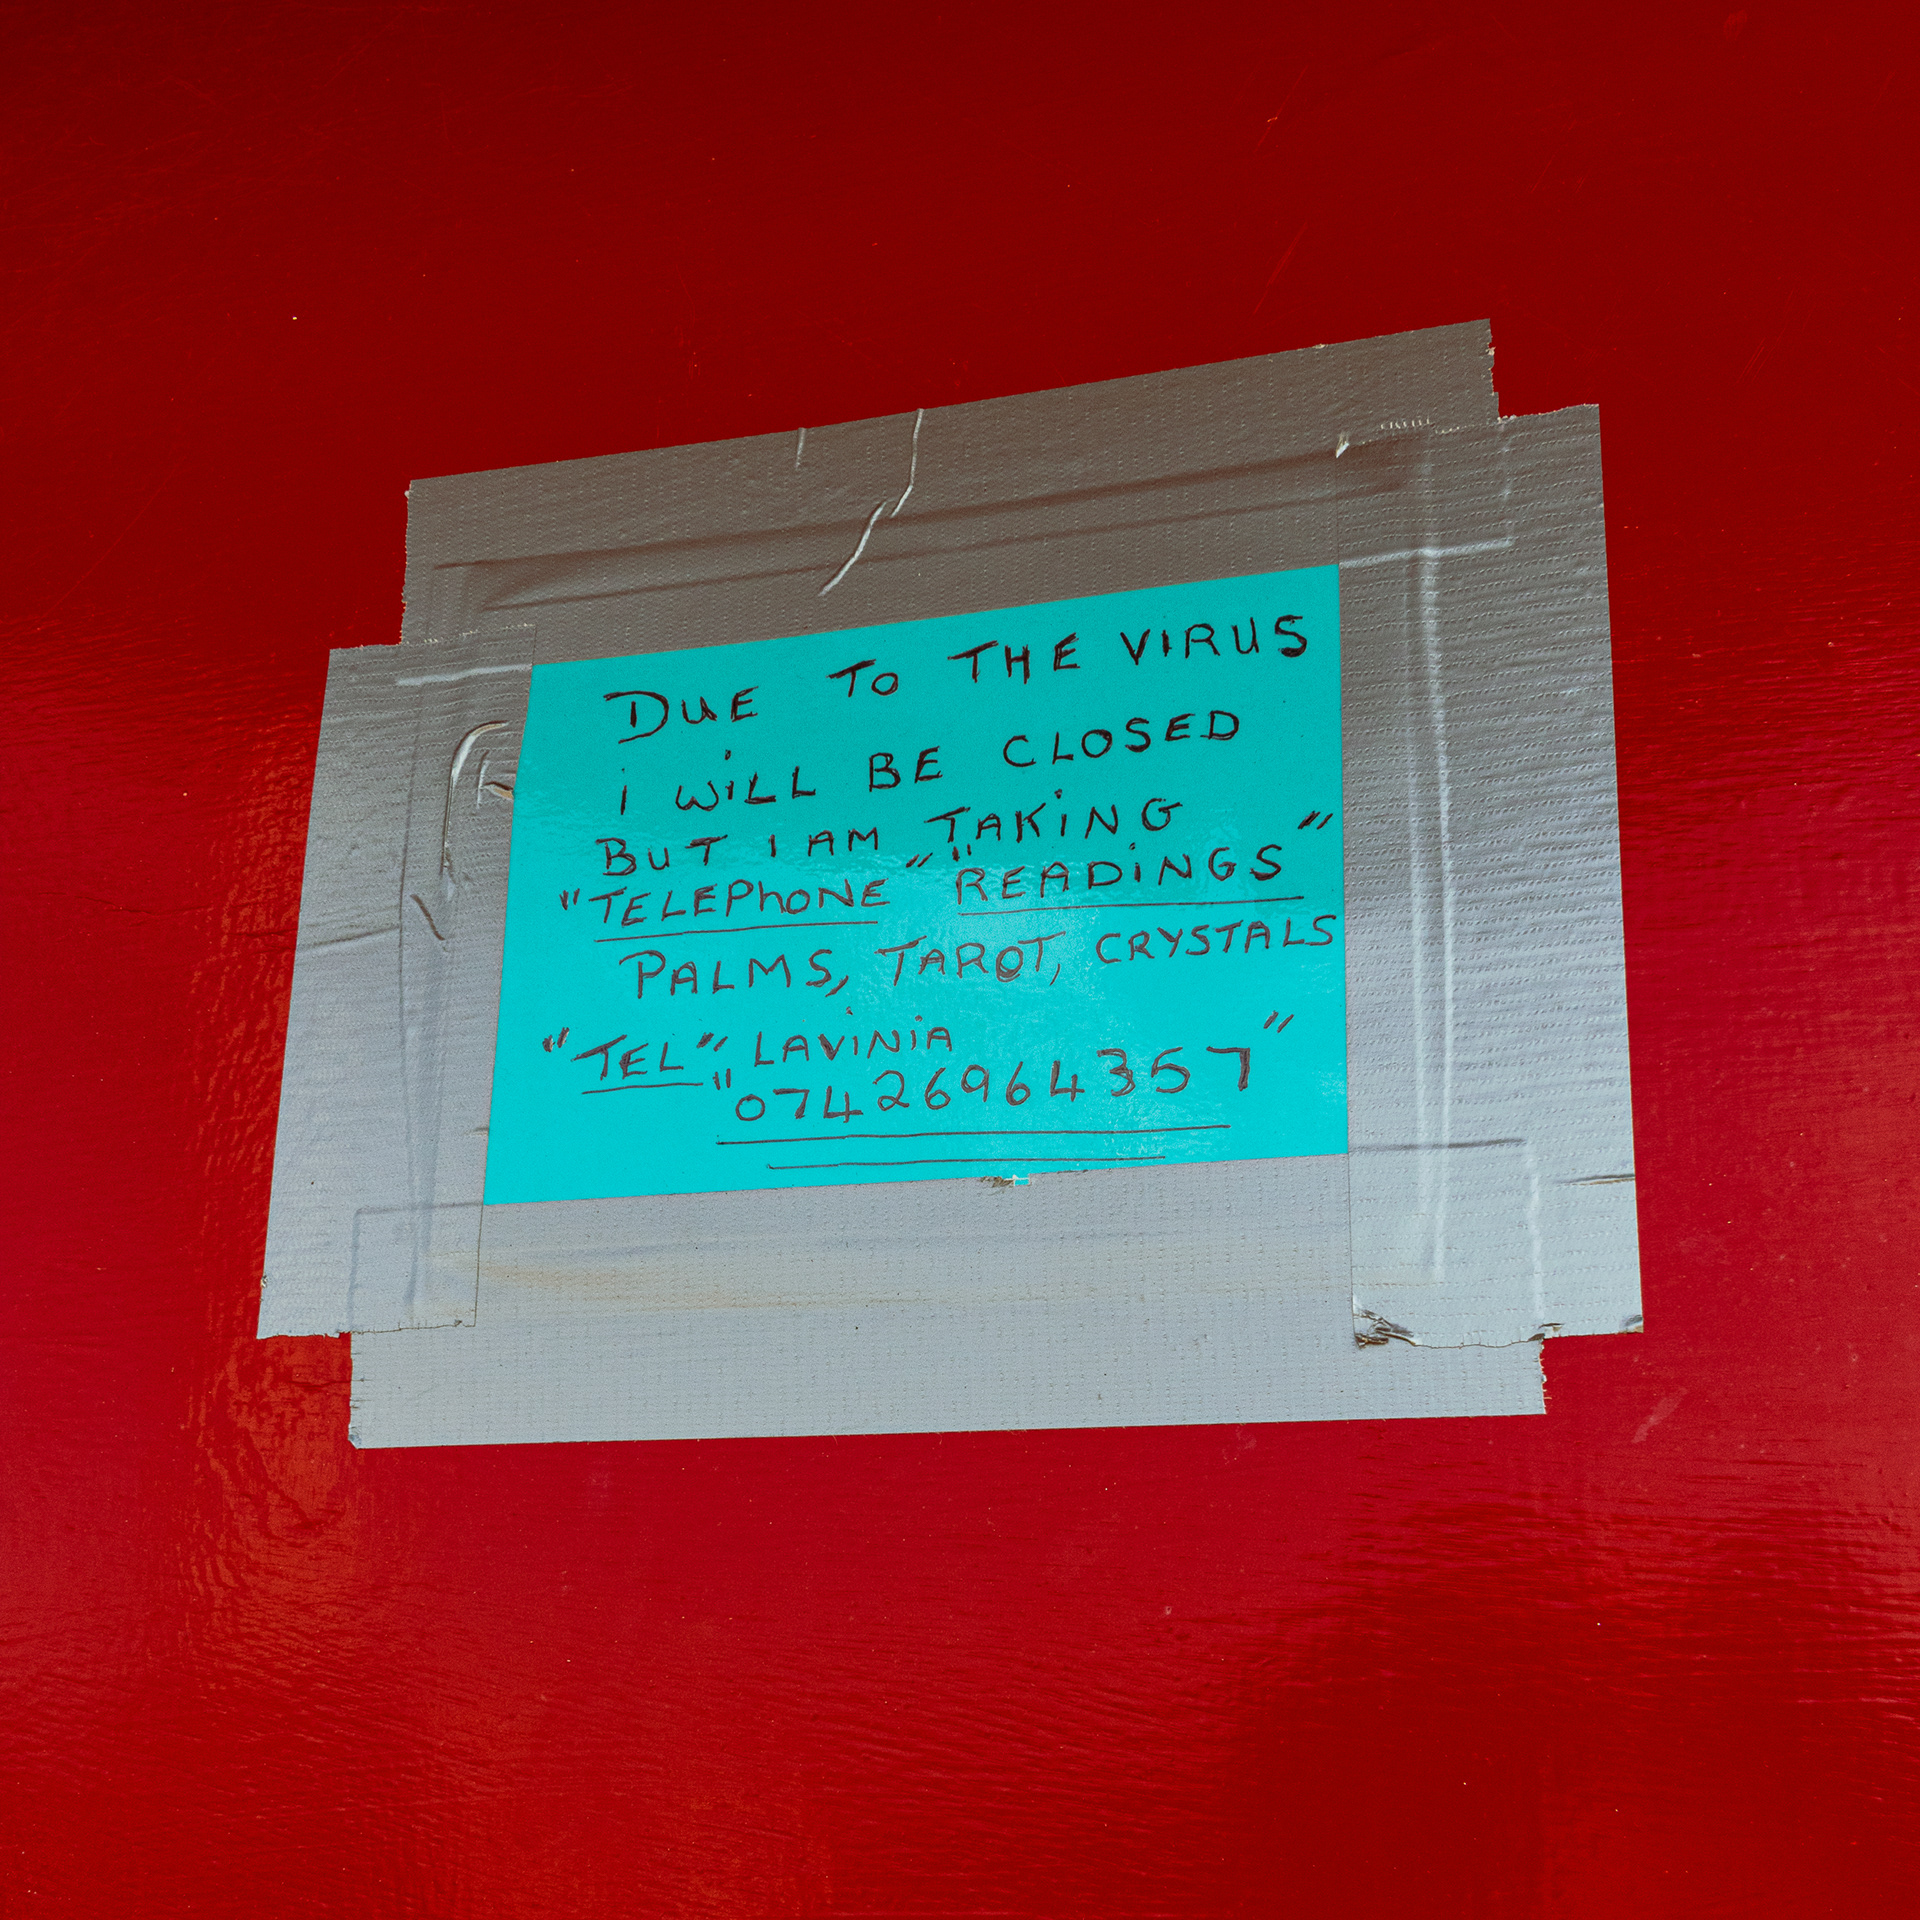 DUE TO THE VIRUS
i WiLL BE CLOSED
BUT I AM TAKiNG
"TELEPhONE" "READiNGS"
PALMS, TAROT, CRYSTALS
"TEL" LAViNiA
"07426964357"